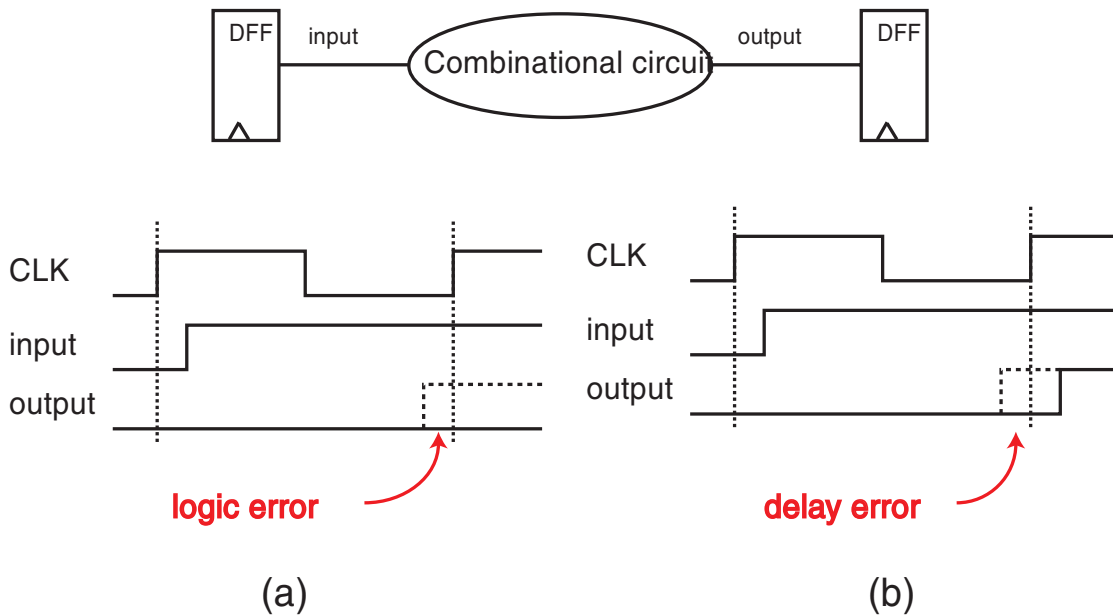 DFF
input
Combinational circuit
output
DFF
CLK
input
output
logic error
(a)
CLK
input
output
delay error
(b)